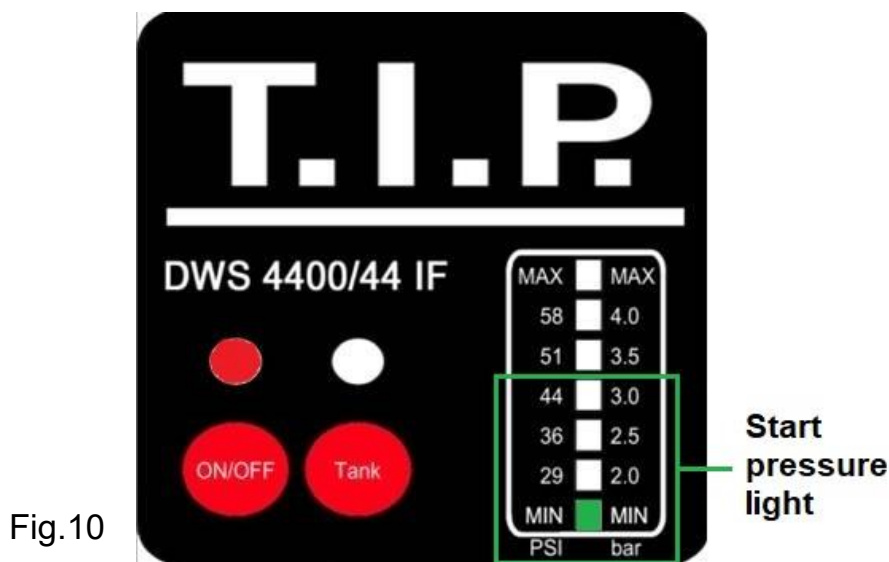 T.I.P.
DWS 4400/44 IF
MAX MAX
58 4.0
51 3.5
44 3.0
36 2.5
29 2.0
MIN MIN
PSI bar
ON/OFF Tank
Start
pressure
light
Fig.10